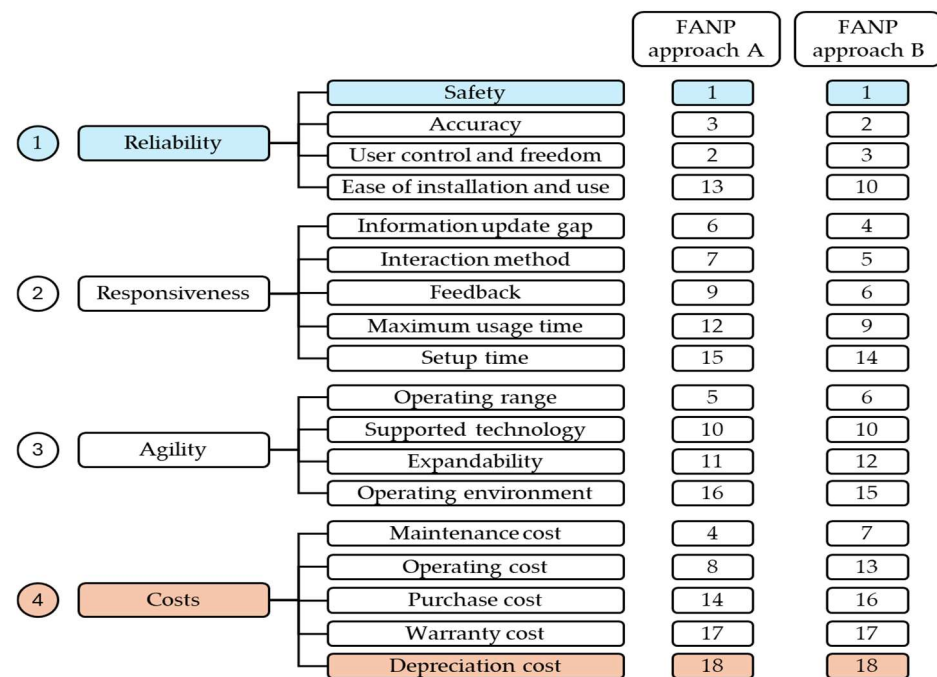 FANP
approach A
FANP
approach B
Safety 1 1
Accuracy 3 2
1 Reliability
User control and freedom 2 3
Ease of installation and use 13 10
Information update gap 6 4
Interaction method 7 5
2 Responsiveness Feedback 9 6
Maximum usage time 12 9
Setup time 15 14
Operating range 5 6
Supported technology 10 10
3 Agility
Expandability 11 12
Operating environment 16 15
Maintenance cost 4 7
Operating cost 8 13
4 Costs Purchase cost 14 16
Warranty cost 17 17
Depreciation cost 18 18